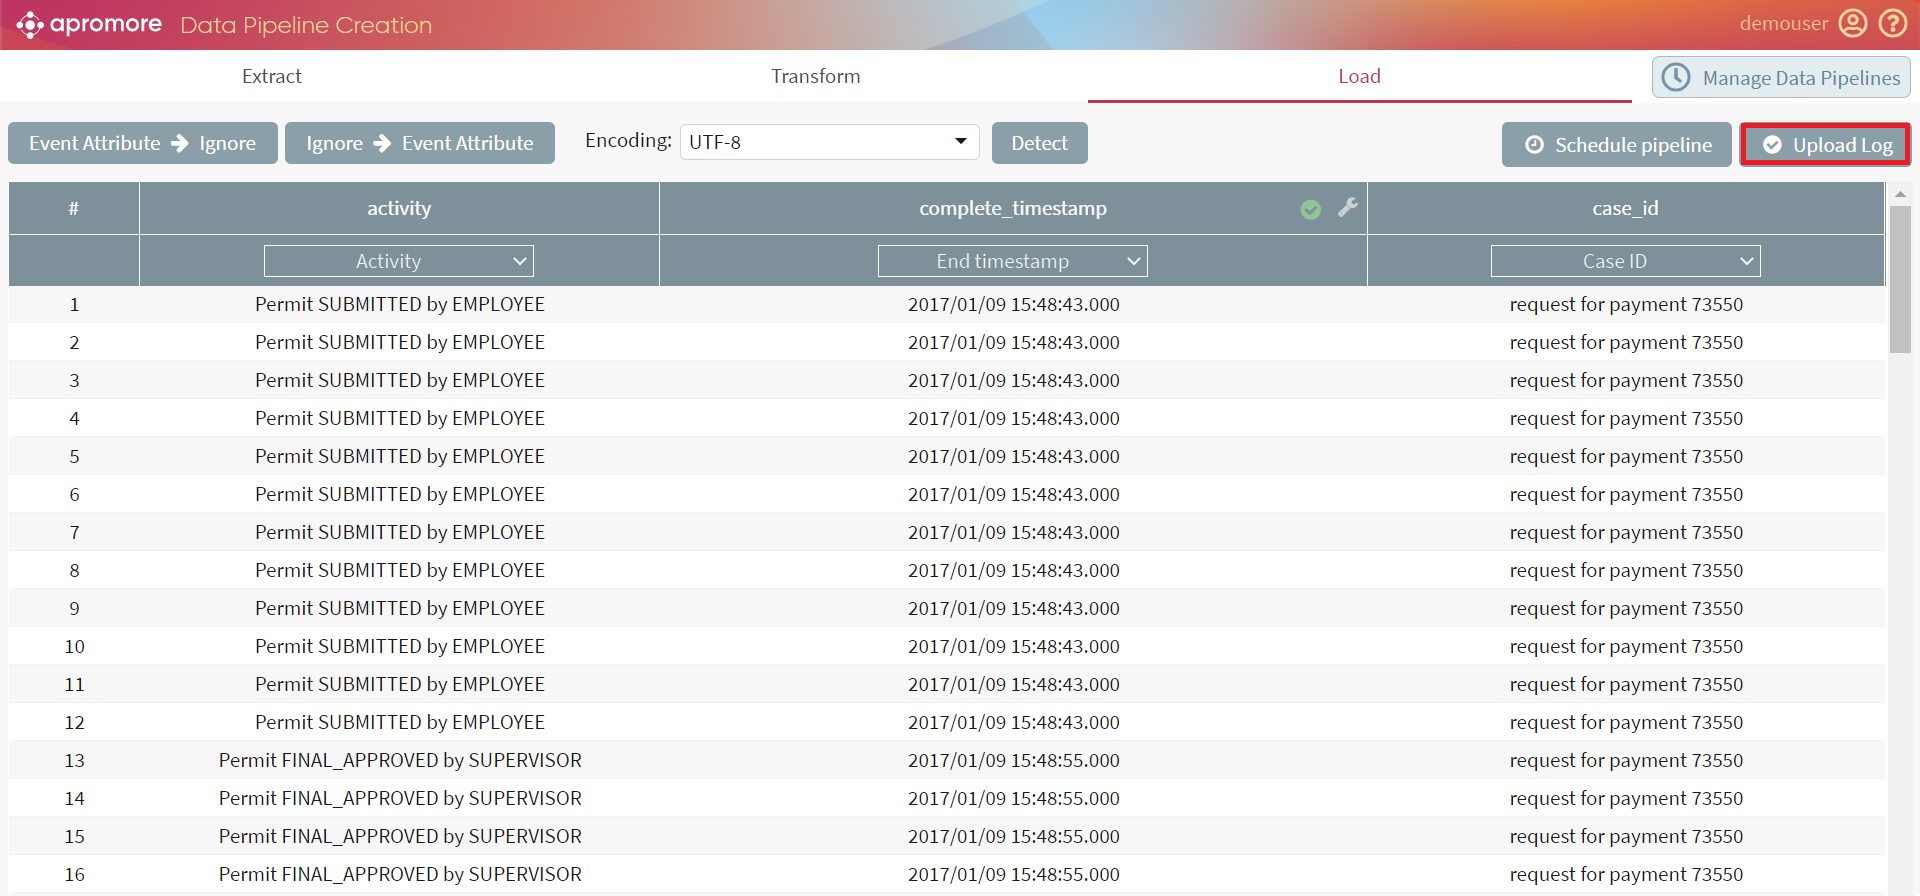 apromore Data Pipeline Creation demouser
Extract Transform Load Manage Data Pipelines
Event Attribute Ignore Ignore Event Attribute Encoding: UTF-8 Detect Schedule pipeline Upload Log
# activity complete_timestamp case_id
Activity End timestamp Case ID
1 Permit SUBMITTED by EMPLOYEE 2017/01/09 15:48:43.000 request for payment 73550
2 Permit SUBMITTED by EMPLOYEE 2017/01/09 15:48:43.000 request for payment 73550
3 Permit SUBMITTED by EMPLOYEE 2017/01/09 15:48:43.000 request for payment 73550
4 Permit SUBMITTED by EMPLOYEE 2017/01/09 15:48:43.000 request for payment 73550
5 Permit SUBMITTED by EMPLOYEE 2017/01/09 15:48:43.000 request for payment 73550
6 Permit SUBMITTED by EMPLOYEE 2017/01/09 15:48:43.000 request for payment 73550
7 Permit SUBMITTED by EMPLOYEE 2017/01/09 15:48:43.000 request for payment 73550
8 Permit SUBMITTED by EMPLOYEE 2017/01/09 15:48:43.000 request for payment 73550
9 Permit SUBMITTED by EMPLOYEE 2017/01/09 15:48:43.000 request for payment 73550
10 Permit SUBMITTED by EMPLOYEE 2017/01/09 15:48:43.000 request for payment 73550
11 Permit SUBMITTED by EMPLOYEE 2017/01/09 15:48:43.000 request for payment 73550
12 Permit SUBMITTED by EMPLOYEE 2017/01/09 15:48:43.000 request for payment 73550
13 Permit FINAL_APPROVED by SUPERVISOR 2017/01/09 15:48:55.000 request for payment 73550
14 Permit FINAL_APPROVED by SUPERVISOR 2017/01/09 15:48:55.000 request for payment 73550
15 Permit FINAL_APPROVED by SUPERVISOR 2017/01/09 15:48:55.000 request for payment 73550
16 Permit FINAL_APPROVED by SUPERVISOR 2017/01/09 15:48:55.000 request for payment 73550